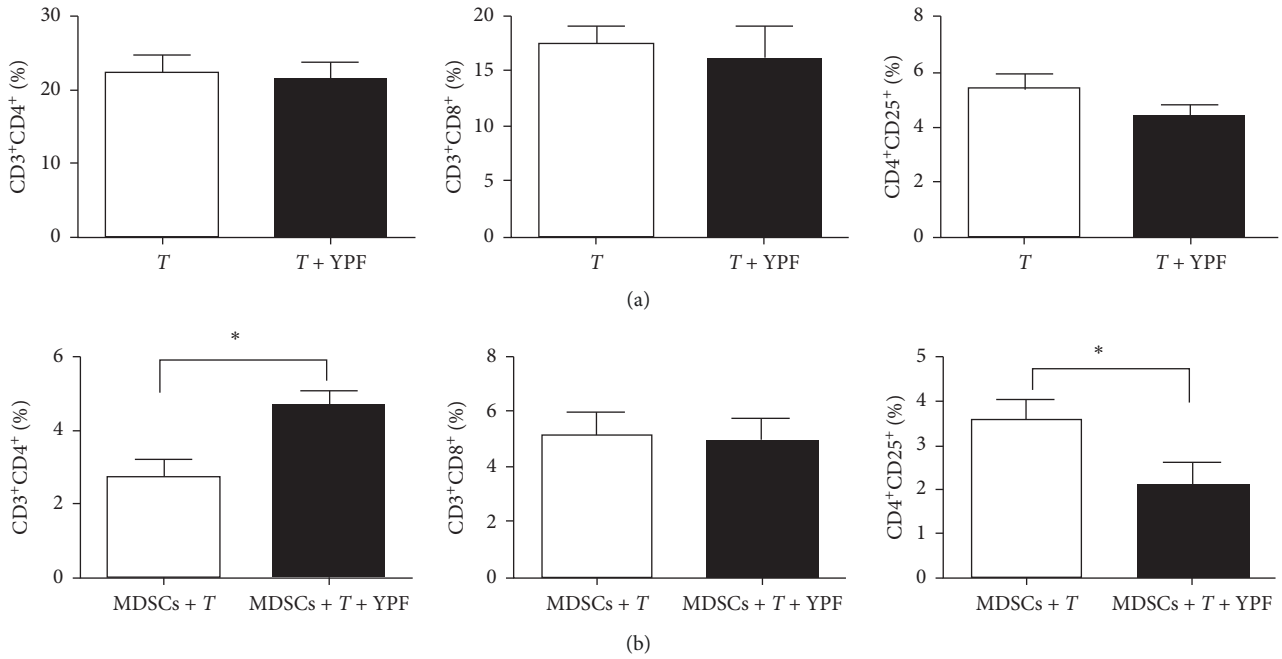 CD3⁺CD4⁺ (%)
30
20
10
0
T
T + YPF
CD3⁺CD8⁺ (%)
20
15
10
5
0
T
T + YPF
CD4⁺CD25⁺ (%)
8
6
4
2
0
T
T + YPF
(a)
CD3⁺CD4⁺ (%)
6
4
2
0
*
MDSCs + T
MDSCs + T + YPF
CD3⁺CD8⁺ (%)
8
6
4
2
0
MDSCs + T
MDSCs + T + YPF
CD4⁺CD25⁺ (%)
5
4
3
2
1
0
*
MDSCs + T
MDSCs + T + YPF
(b)